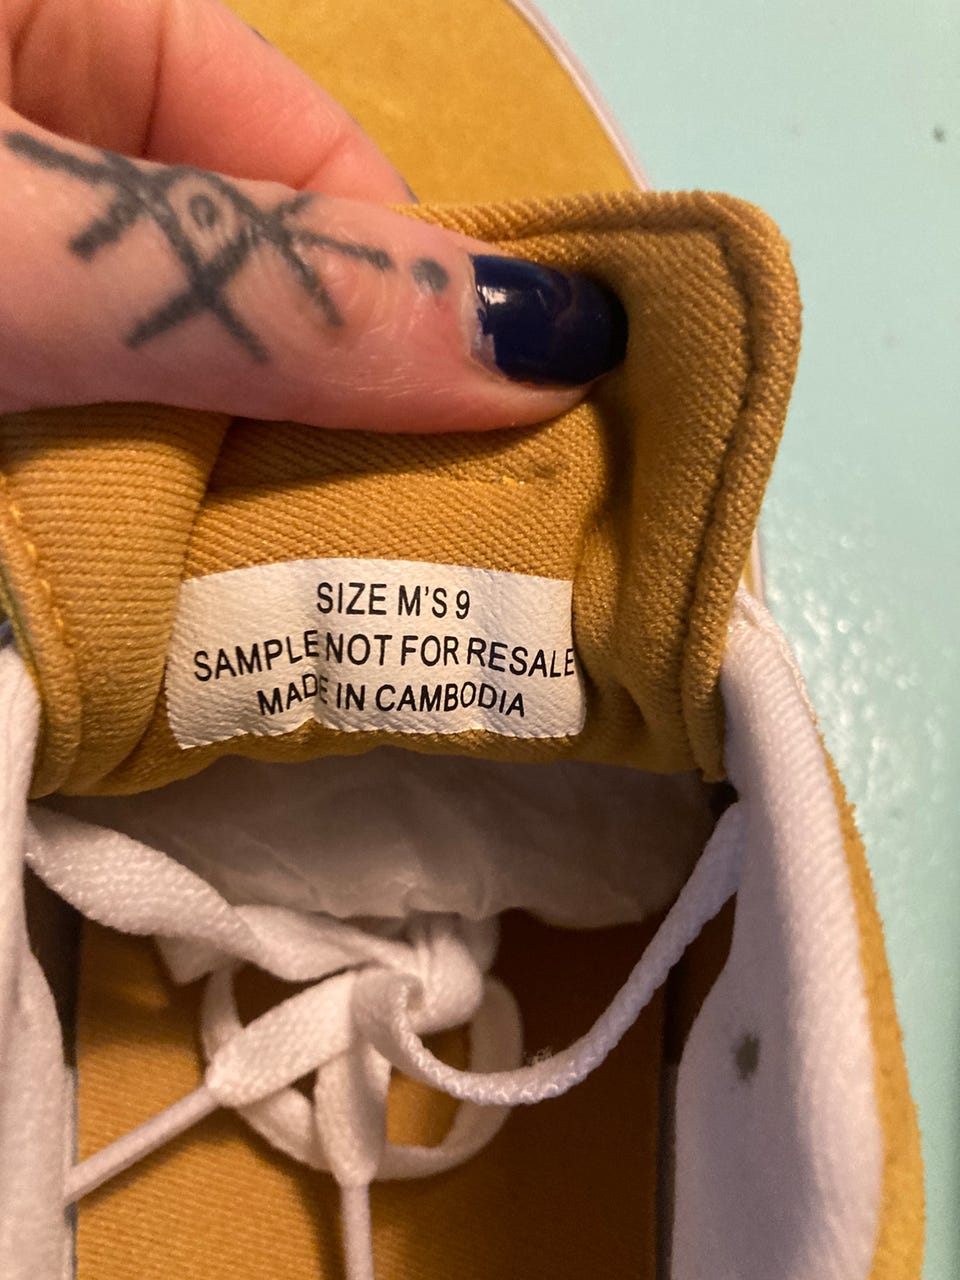 SIZE M'S 9
SAMPLE NOT FOR RESALE
MADE IN CAMBODIA